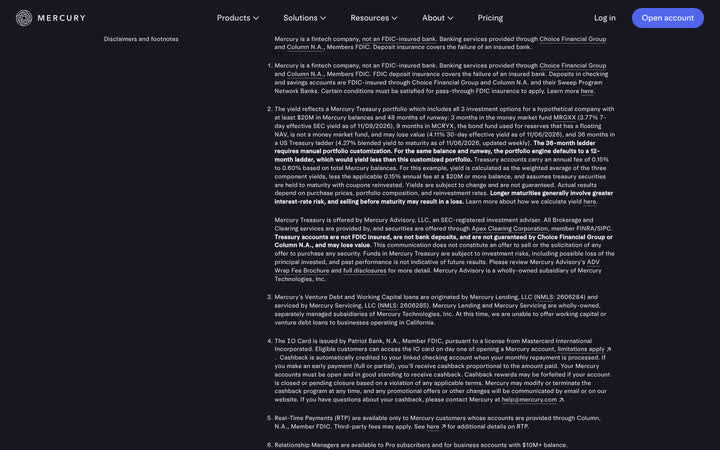 MERCURY
Products
Solutions
Resources
About
Pricing
Log in
Open account
Disclaimers and footnotes
Mercury is a fintech company, not an FDIC-insured bank. Banking services provided through Choice Financial Group
and Column N.A., Members FDIC. Deposit insurance covers the failure of an insured bank.
1. Mercury is a fintech company, not an FDIC-insured bank. Banking services provided through Choice Financial Group
and Column N.A., Members FDIC. FDIC deposit insurance covers the failure of an insured bank. Deposits in checking
and savings accounts are FDIC-insured through Choice Financial Group and Column N.A. and their Sweep Program
Network Banks. Certain conditions must be satisfied for pass-through FDIC insurance to apply. Learn more here.
2. The yield reflects a Mercury Treasury portfolio which includes all 3 investment options for a hypothetical company with
at least $20M in Mercury balances and 48 months of runway: 3 months in the money market fund MRGXX (3.77% 7-
day effective SEC yield as of 11/09/2026), 9 months in MCRYX, the bond fund used for reserves that has a floating
NAV, is not a money market fund, and may lose value (4.11% 30-day effective yield as of 11/06/2026), and 36 months in
a US Treasury ladder (4.27% blended yield to maturity as of 11/06/2026, updated weekly). The 36-month ladder
requires manual portfolio customization. For the same balance and runway, the portfolio engine defaults to a 12-
month ladder, which would yield less than this customized portfolio. Treasury accounts carry an annual fee of 0.15%
to 0.60% based on total Mercury balances. For this example, yield is calculated as the weighted average of the three
component yields, less the applicable 0.15% annual fee at a $20M or more balance, and assumes treasury securities
are held to maturity with coupons reinvested. Yields are subject to change and are not guaranteed. Actual results
depend on purchase prices, portfolio composition, and reinvestment rates. Longer maturities generally involve greater
interest-rate risk, and selling before maturity may result in a loss. Learn more about how we calculate yield here.
Mercury Treasury is offered by Mercury Advisory, LLC, an SEC-registered investment adviser. All Brokerage and
Clearing services are provided by, and securities are offered through Apex Clearing Corporation, member FINRA/SIPC.
Treasury accounts are not FDIC insured, are not bank deposits, and are not guaranteed by Choice Financial Group or
Column N.A., and may lose value. This communication does not constitute an offer to sell or the solicitation of any
offer to purchase any security. Funds in Mercury Treasury are subject to investment risks, including possible loss of the
principal invested, and past performance is not indicative of future results. Please review Mercury Advisory's ADV
Wrap Fee Brochure and full disclosures for more detail. Mercury Advisory is a wholly-owned subsidiary of Mercury
Technologies, Inc.
3. Mercury's Venture Debt and Working Capital loans are originated by Mercury Lending, LLC (NMLS: 2606284) and
serviced by Mercury Servicing, LLC (NMLS: 2606285). Mercury Lending and Mercury Servicing are wholly-owned,
separately managed subsidiaries of Mercury Technologies, Inc. At this time, we are unable to offer working capital or
venture debt loans to businesses operating in California.
4. The IO Card is issued by Patriot Bank, N.A., Member FDIC, pursuant to a license from Mastercard International
Incorporated. Eligible customers can access the IO card on day one of opening a Mercury account, limitations apply ↗
. Cashback is automatically credited to your linked checking account when your monthly repayment is processed. If
you make an early payment (full or partial), you'll receive cashback proportional to the amount paid. Your Mercury
accounts must be open and in good standing to receive cashback. Cashback rewards may be forfeited if your account
is closed or pending closure based on a violation of any applicable terms. Mercury may modify or terminate the
cashback program at any time, and any promotional offers or other changes will be communicated by email or on our
website. If you have questions about your cashback, please contact Mercury at help@mercury.com ↗.
5. Real-Time Payments (RTP) are available only to Mercury customers whose accounts are provided through Column,
N.A., Member FDIC. Third-party fees may apply. See here ↗ for additional details on RTP.
6. Relationship Managers are available to Pro subscribers and for business accounts with $10M+ balance.